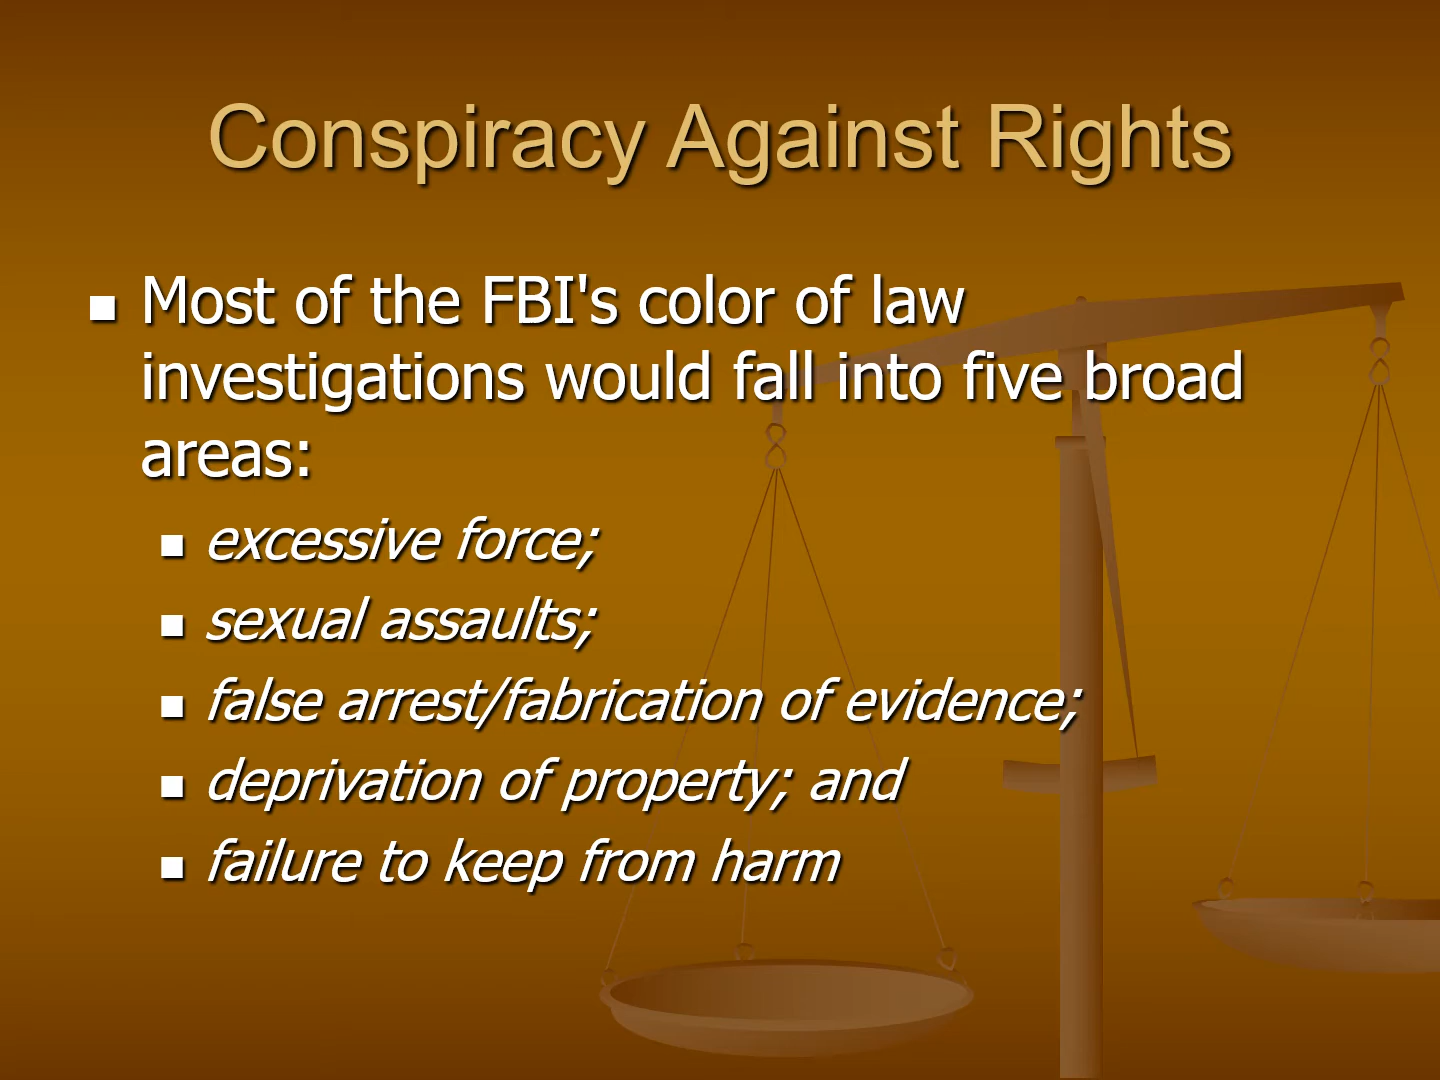 Conspiracy Against Rights
Most of the FBI's color of law
investigations would fall into five broad
areas:
excessive force;
sexual assaults;
false arrest/fabrication of evidence;
deprivation of property; and
failure to keep from harm